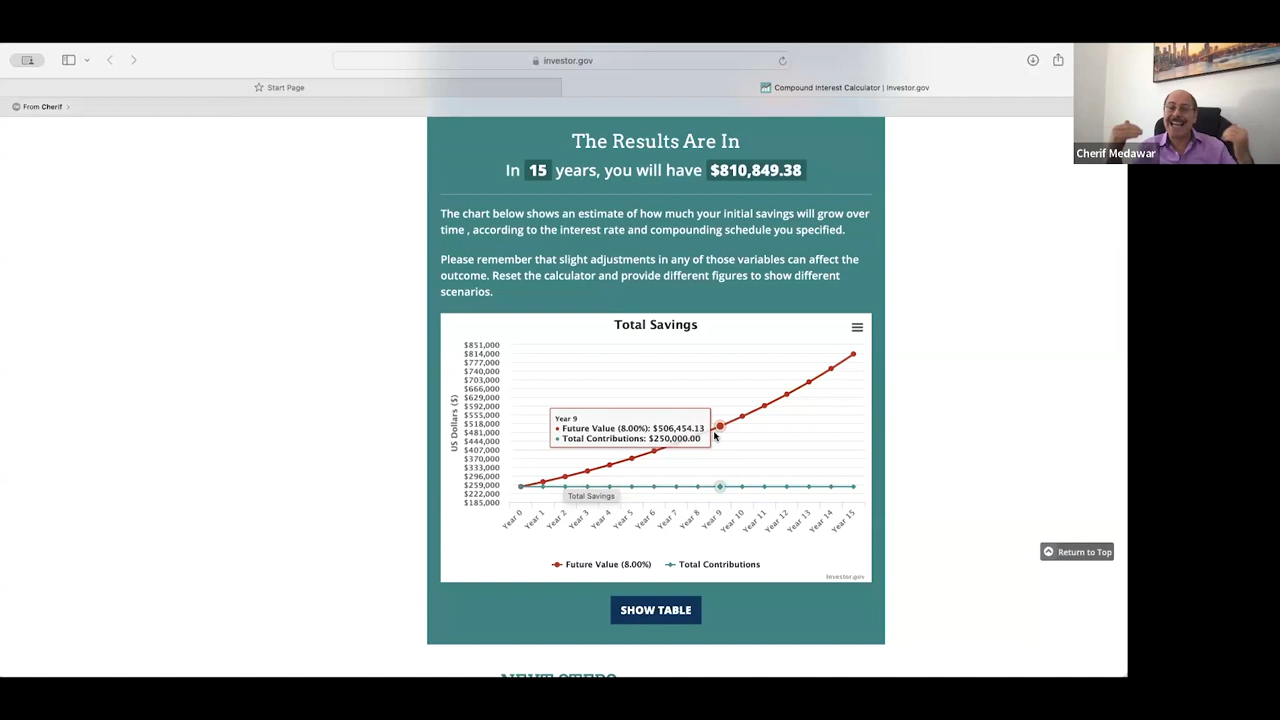 investor.gov
Start Page
Compound Interest Calculator | Investor.gov
From Cherif
Cherif Medawar
The Results Are In
In 15 years, you will have $810,849.38
The chart below shows an estimate of how much your initial savings will grow over
time , according to the interest rate and compounding schedule you specified.
Please remember that slight adjustments in any of those variables can affect the
outcome. Reset the calculator and provide different figures to show different
scenarios.
Total Savings
US Dollars ($)
$851,000
$814,000
$777,000
$740,000
$703,000
$666,000
$629,000
$592,000
$555,000
$518,000
$481,000
$444,000
$407,000
$370,000
$333,000
$296,000
$259,000
$222,000
$185,000
Year 9
Future Value (8.00%): $506,454.13
Total Contributions: $250,000.00
Total Savings
Year 0
Year 1
Year 2
Year 3
Year 4
Year 5
Year 6
Year 7
Year 8
Year 9
Year 10
Year 11
Year 12
Year 13
Year 14
Year 15
Future Value (8.00%)
Total Contributions
Investor.gov
Return to Top
SHOW TABLE
NEXT STEPS